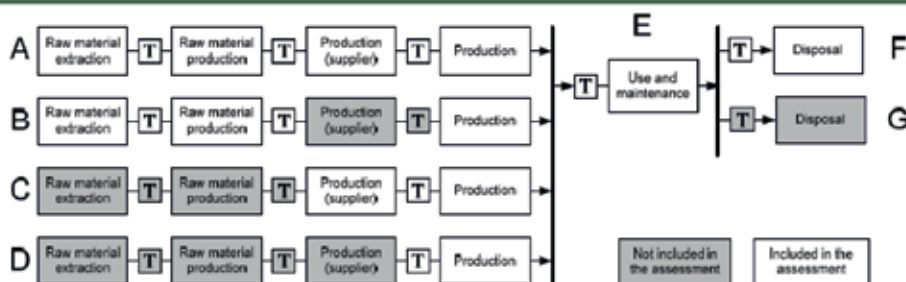 E
A Raw material extraction T Raw material production T Production (supplier) T Production T Disposal F
T Use and maintenance
B Raw material extraction T Raw material production T Production (supplier) T Production T Disposal G
C Raw material extraction T Raw material production T Production (supplier) T Production
D Raw material extraction T Raw material production T Production (supplier) T Production
Not included in the assessment Included in the assessment